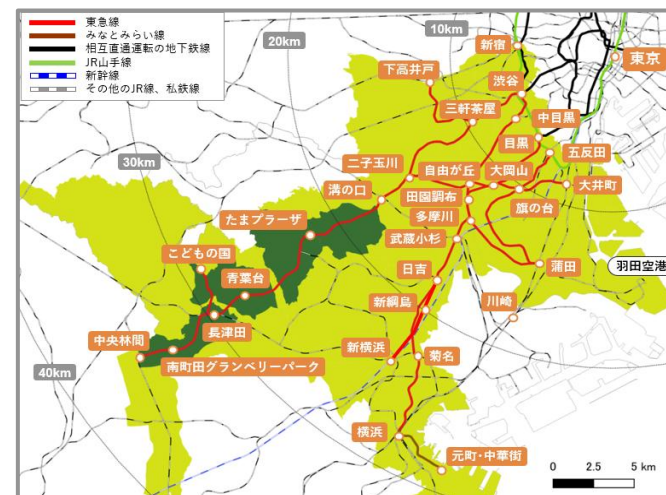 東急線
みなとみらい線
相互直通運転の地下鉄線
JR山手線
新幹線
その他のJR線、私鉄線
10km
20km
30km
40km
新宿
東京
下高井戸
渋谷
三軒茶屋
中目黒
目黒
五反田
二子玉川
自由が丘
大岡山
溝の口
田園調布
大井町
旗の台
たまプラーザ
多摩川
武蔵小杉
こどもの国
日吉
蒲田
羽田空港
青葉台
新綱島
川崎
長津田
中央林間
新横浜
菊名
南町田グランベリーパーク
横浜
元町・中華街
0 2.5 5 km